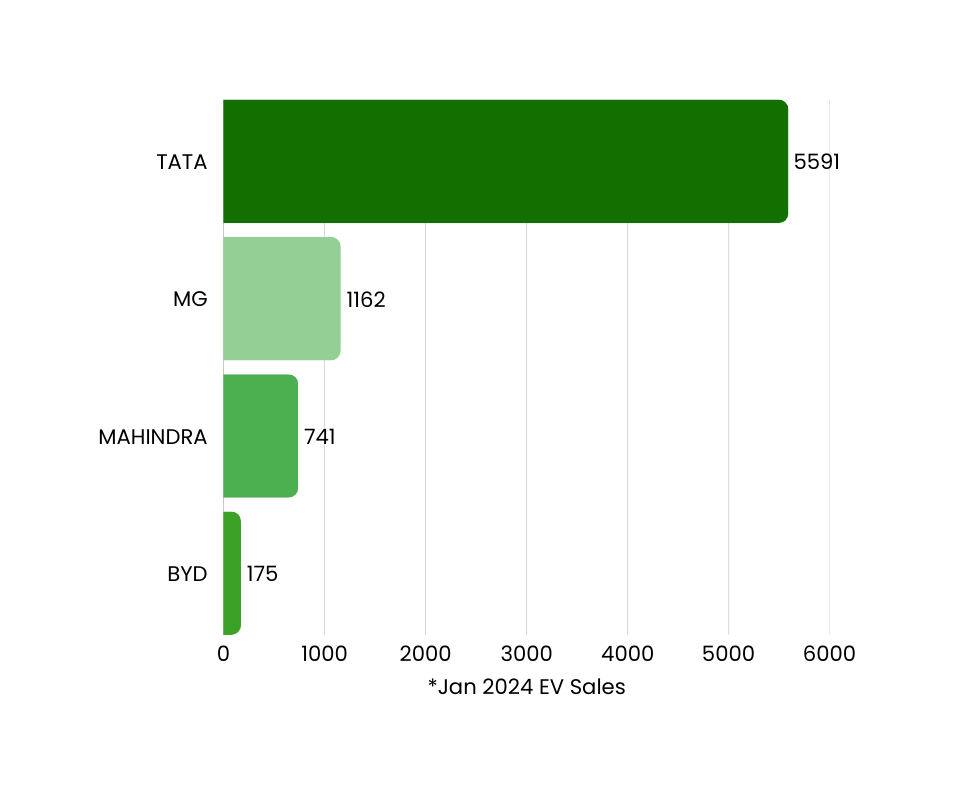 TATA 5591
MG 1162
MAHINDRA 741
BYD 175
0 1000 2000 3000 4000 5000 6000
*Jan 2024 EV Sales